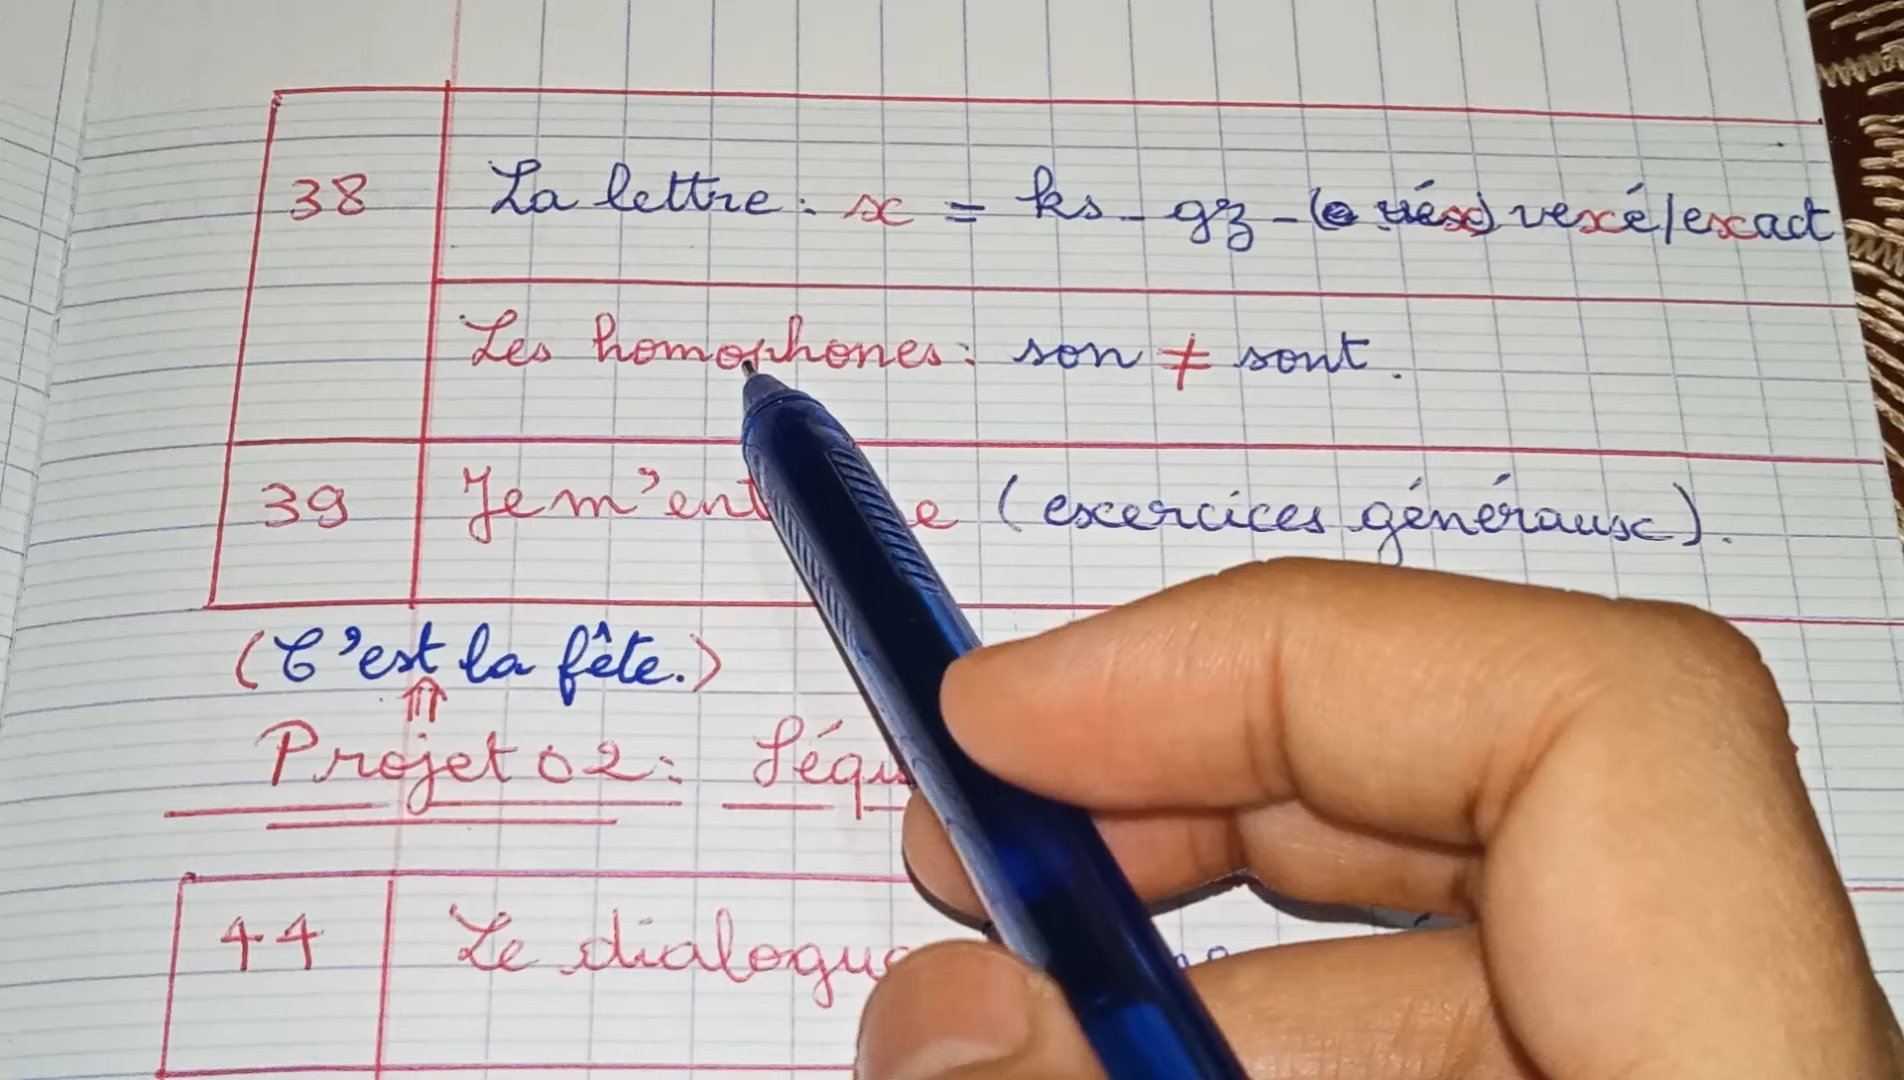 38 La lettre : x = ks - gz - vexé/exact
Les homophones : son ≠ sont.
39 Je m'ent e (exercices généraux).
(C'est la fête.)
⇑
Projet 02 : Séqu
44 Le dialogue